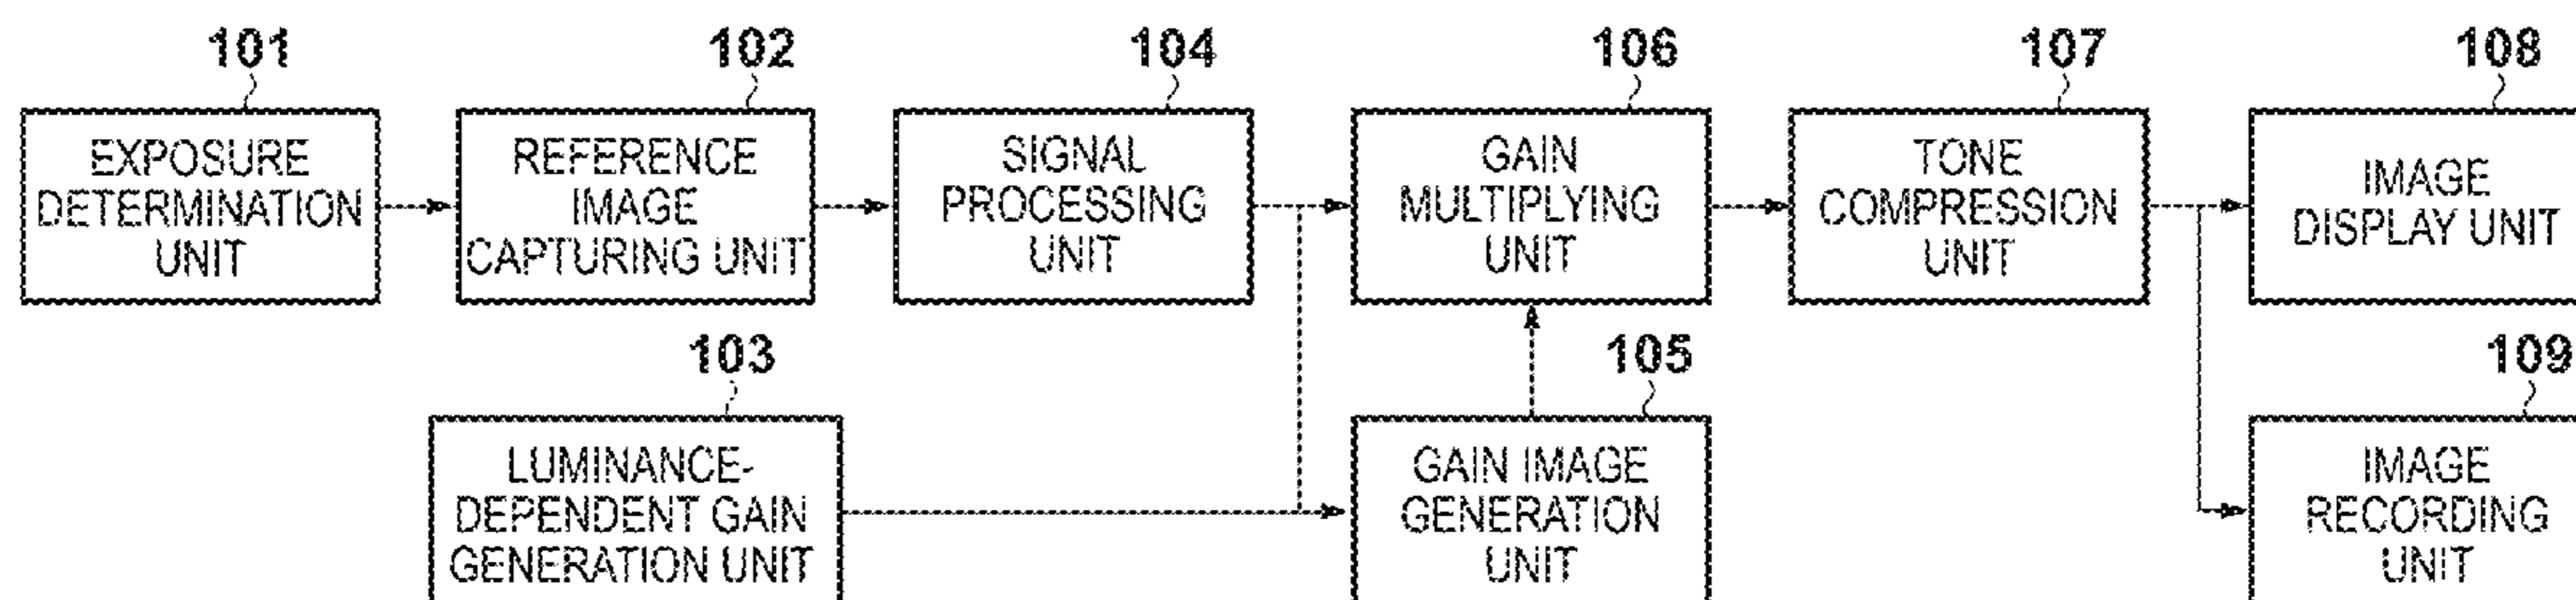 101
102
104
106
107
108
EXPOSURE
DETERMINATION
UNIT
REFERENCE
IMAGE
CAPTURING UNIT
SIGNAL
PROCESSING
UNIT
GAIN
MULTIPLYING
UNIT
TONE
COMPRESSION
UNIT
IMAGE
DISPLAY UNIT
103
105
109
LUMINANCE-
DEPENDENT GAIN
GENERATION UNIT
GAIN IMAGE
GENERATION
UNIT
IMAGE
RECORDING
UNIT